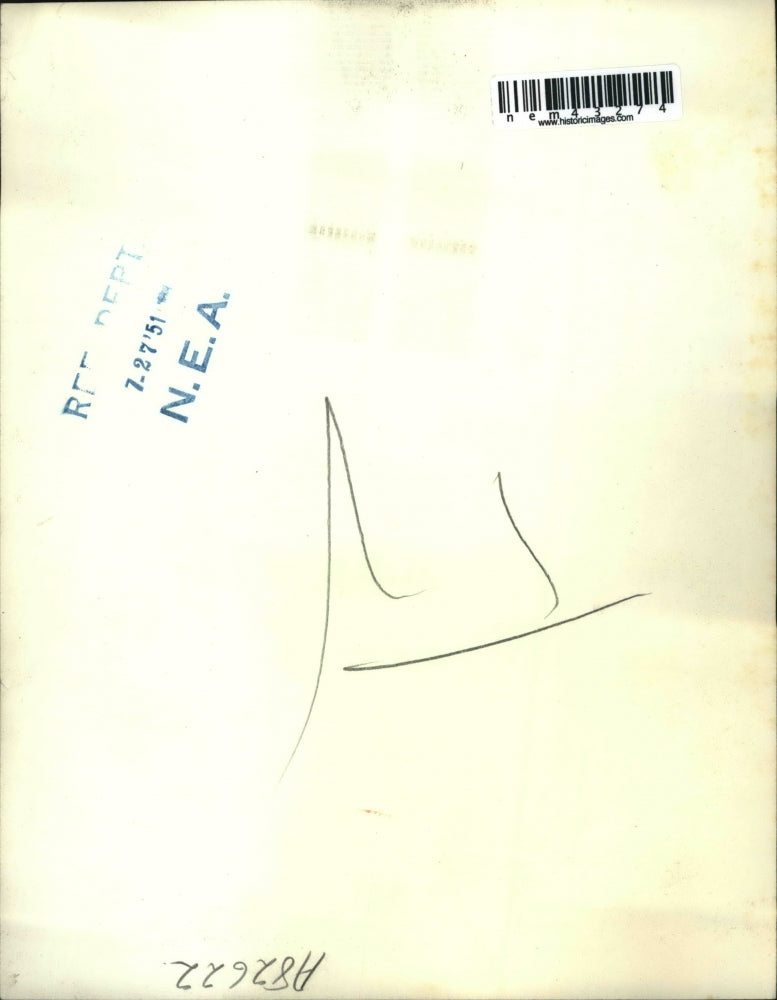 nem43274
www.historicimages.com
REF DEPT
7-27'51
N.E.A.
A82622